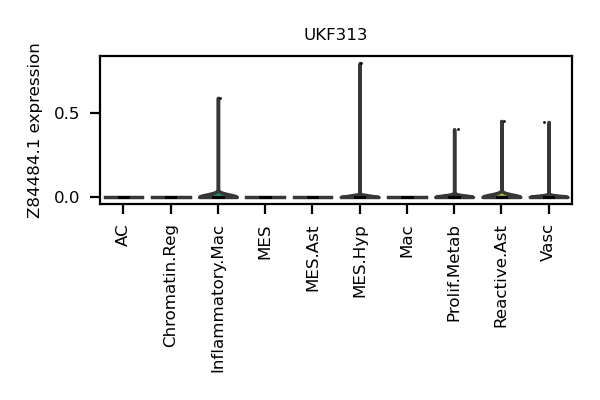 UKF313
Z84484.1 expression
0.5
0.0
AC
Chromatin.Reg
Inflammatory.Mac
MES
MES.Ast
MES.Hyp
Mac
Prolif.Metab
Reactive.Ast
Vasc